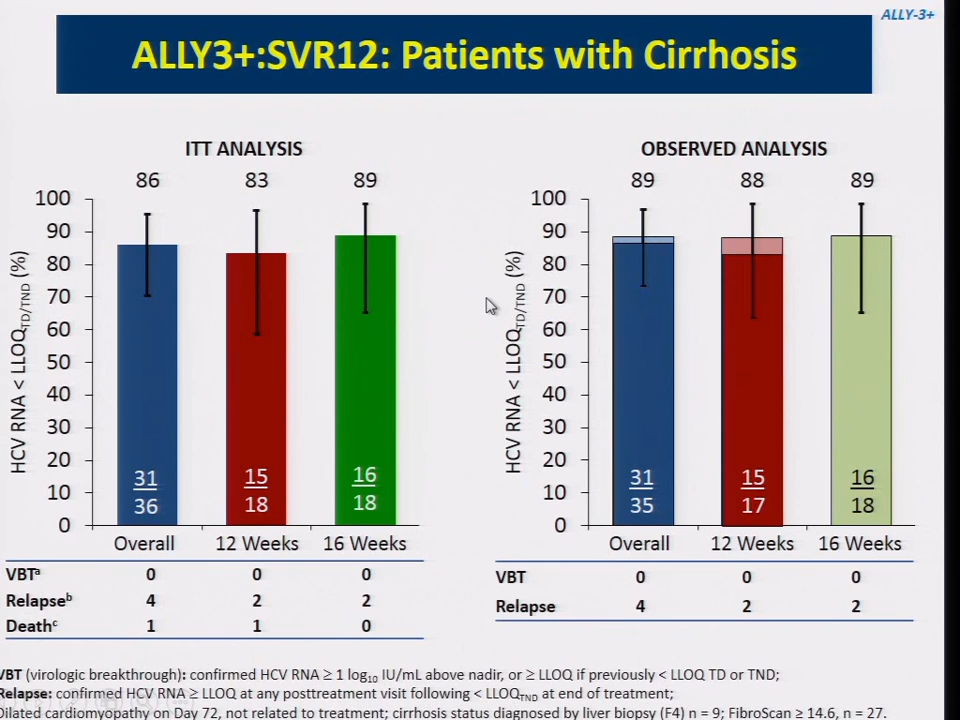 ALLY-3+
ALLY3+:SVR12: Patients with Cirrhosis
ITT ANALYSIS
86 83 89
HCV RNA < LLOQTD/TND (%)
100
90
80
70
60
50
40
30
20
10
0
31
36
15
18
16
18
Overall 12 Weeks 16 Weeks
VBTa 0 0 0
Relapseb 4 2 2
Deathc 1 1 0
OBSERVED ANALYSIS
89 88 89
HCV RNA < LLOQTD/TND (%)
100
90
80
70
60
50
40
30
20
10
0
31
35
15
17
16
18
Overall 12 Weeks 16 Weeks
VBT 0 0 0
Relapse 4 2 2
VBT (virologic breakthrough): confirmed HCV RNA ≥ 1 log10 IU/mL above nadir, or ≥ LLOQ if previously < LLOQ TD or TND;
Relapse: confirmed HCV RNA ≥ LLOQ at any posttreatment visit following < LLOQTND at end of treatment;
Dilated cardiomyopathy on Day 72, not related to treatment; cirrhosis status diagnosed by liver biopsy (F4) n = 9; FibroScan ≥ 14.6, n = 27.